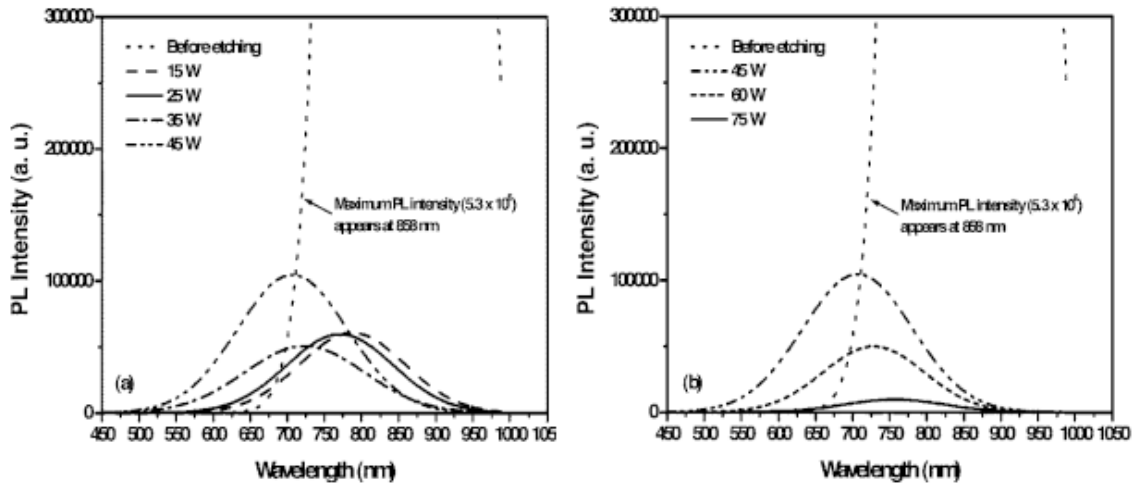 300000
200000
100000
0
PL Intensity (a. u.)
Before etching
15 W
25 W
35 W
45 W
Maximum PL intensity (5.3 x 10⁵)
appears at 858 nm
(a)
450 500 550 600 650 700 750 800 850 900 950 1000 105
Wavelength (nm)
300000
200000
100000
0
PL Intensity (a. u.)
Before etching
45 W
60 W
75 W
Maximum PL intensity (5.3 x 10⁵)
appears at 858 nm
(b)
450 500 550 600 650 700 750 800 850 900 950 1000 1050
Wavelength (nm)